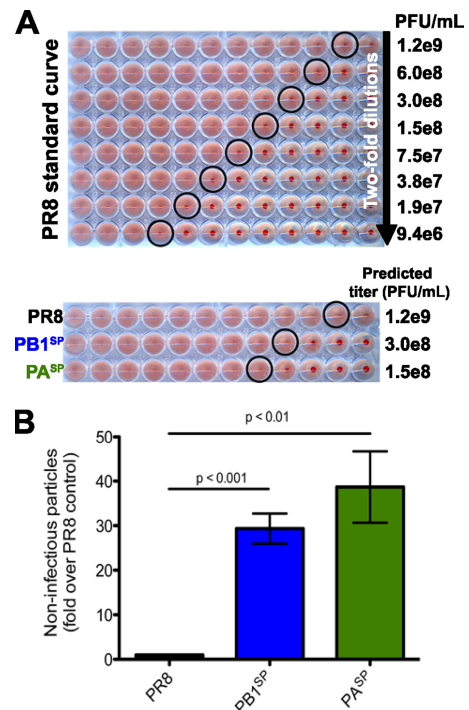 A
PFU/mL
PR8 standard curve
Two-fold dilutions
1.2e9
6.0e8
3.0e8
1.5e8
7.5e7
3.8e7
1.9e7
9.4e6
Predicted
titer (PFU/mL)
PR8 1.2e9
PB1SP 3.0e8
PASP 1.5e8
B
Non-infectious particles
(fold over PR8 control)
p < 0.01
p < 0.001
50
40
30
20
10
0
PR8
PB1SP
PASP